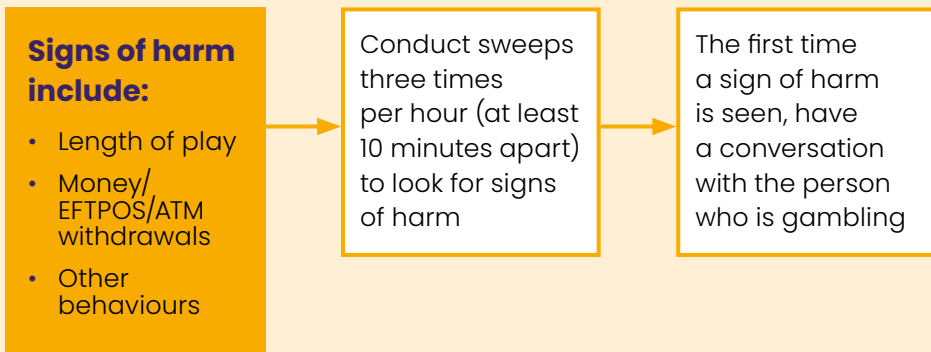 Signs of harm
include:
• Length of play
• Money/
EFTPOS/ATM
withdrawals
• Other
behaviours
Conduct sweeps
three times
per hour (at least
10 minutes apart)
to look for signs
of harm
The first time
a sign of harm
is seen, have
a conversation
with the person
who is gambling